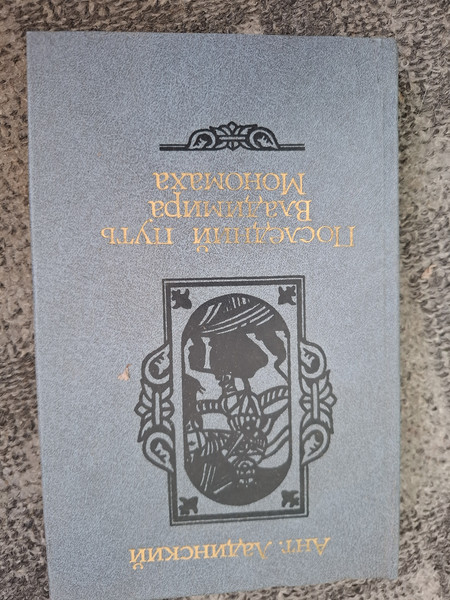 Ант. Ладинский
Последний путь
Владимира
Мономаха